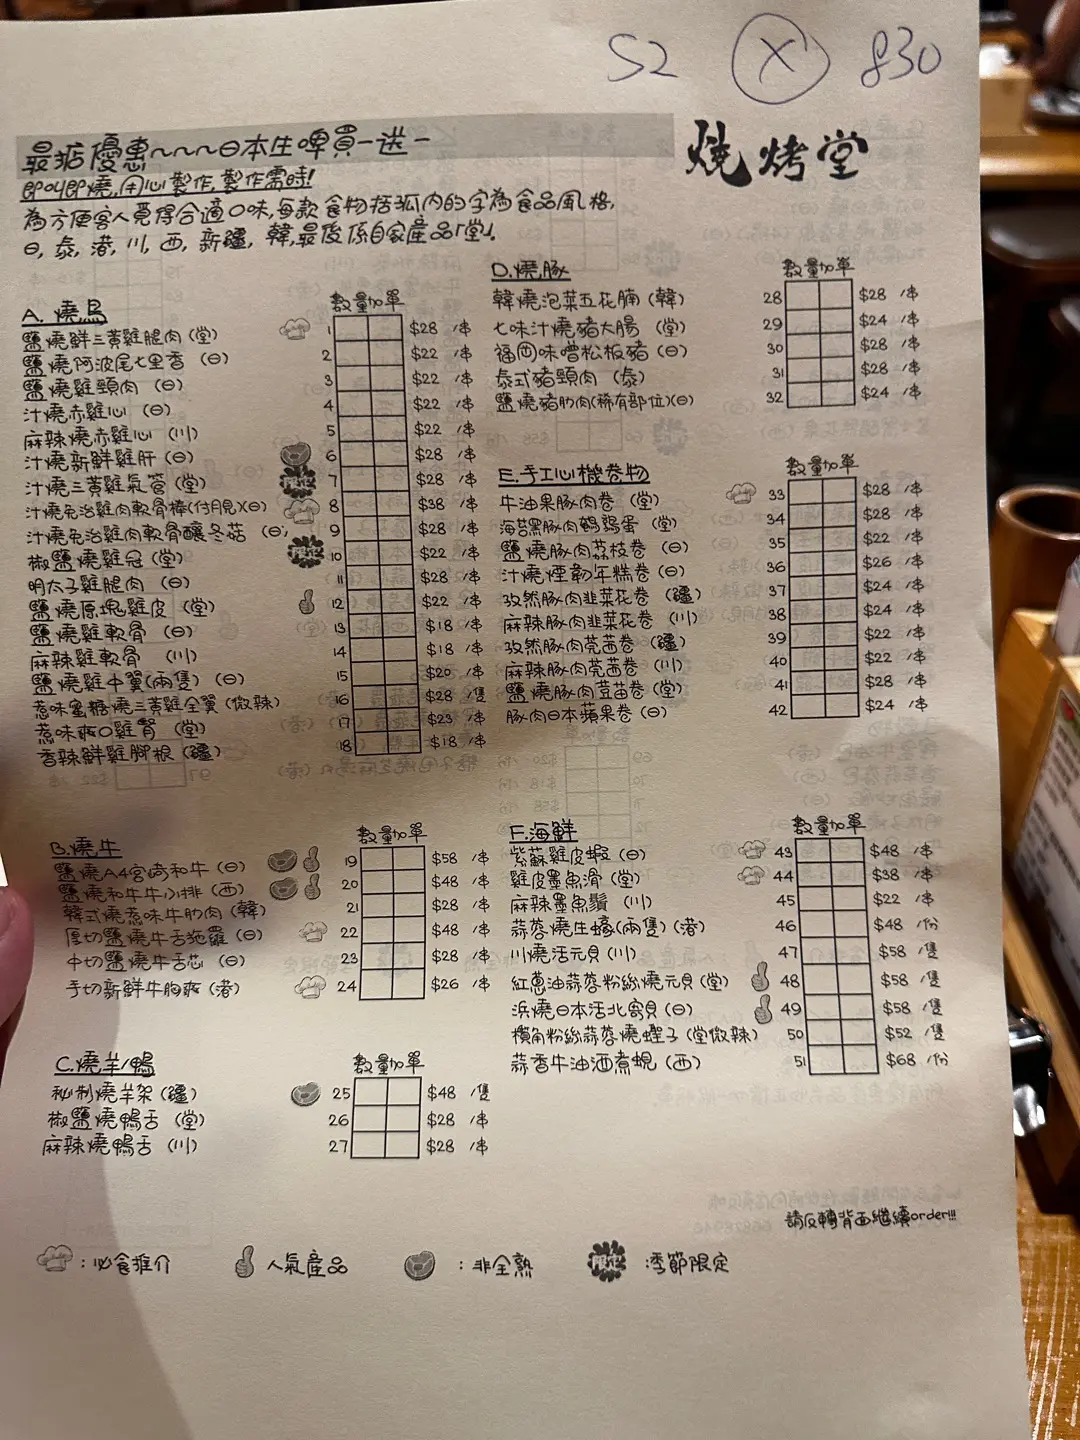 S2 X 830
最掂優惠~~~日本生啤買一送一
燒烤堂
即叫即燒,用心製作,製作需時!
為方便客人覓得合適口味,每款食物括弧內的字為食品風格,
日,泰,港,川,西,新疆,韓,最後係自家產品「堂」.
A. 燒鳥 數量 加單
鹽燒鮮三黃雞腿肉(堂) 1 $28 /串
鹽燒阿波尾七里香(日) 2 $22 /串
鹽燒雞頸肉(日) 3 $22 /串
汁燒赤雞心(日) 4 $22 /串
麻辣燒赤雞心(川) 5 $22 /串
汁燒新鮮雞肝(日) 6 $28 /串
汁燒三黃雞氣管(堂) 限定 7 $28 /串
汁燒免治雞肉軟骨棒(付月見)(日) 8 $38 /串
汁燒免治雞肉軟骨釀冬菇(日) 9 $28 /串
椒鹽燒雞冠(堂) 限定 10 $22 /串
明太子雞腿肉(日) 11 $28 /串
鹽燒原塊雞皮(堂) 12 $22 /串
鹽燒雞軟骨(日) 13 $18 /串
麻辣雞軟骨(川) 14 $18 /串
鹽燒雞中翼(兩隻)(日) 15 $20 /串
惹味蜜糖燒三黃雞全翼(微辣) 16 $28 /隻
惹味爽口雞腎(堂) 17 $23 /串
香辣鮮雞腳根(疆) 18 $18 /串
B.燒牛 數量 加單
鹽燒A4宮崎和牛(日) 19 $58 /串
鹽燒和牛牛小排(西) 20 $48 /串
韓式燒惹味牛肋肉(韓) 21 $28 /串
厚切鹽燒牛舌拖羅(日) 22 $48 /串
中切鹽燒牛舌芯(日) 23 $28 /串
手切新鮮牛胸爽(港) 24 $26 /串
C.燒羊/鴨 數量 加單
秘制燒羊架(疆) 25 $48 /隻
椒鹽燒鴨舌(堂) 26 $28 /串
麻辣燒鴨舌(川) 27 $28 /串
D.燒豚 數量 加單
韓燒泡菜五花腩(韓) 28 $28 /串
七味汁燒豬大腸(堂) 29 $24 /串
福岡味噌松板豬(日) 30 $28 /串
泰式豬頸肉(泰) 31 $28 /串
鹽燒豬肋肉(稀有部位)(日) 32 $24 /串
E.手工心機卷物 數量 加單
牛油果豚肉卷(堂) 33 $28 /串
海苔黑豚肉鵪鶉蛋(堂) 34 $28 /串
鹽燒豚肉荔枝卷(日) 35 $22 /串
汁燒煙韌年糕卷(日) 36 $26 /串
孜然豚肉韭菜花卷(疆) 37 $24 /串
麻辣豚肉韭菜花卷(川) 38 $24 /串
孜然豚肉莞茜卷(疆) 39 $22 /串
麻辣豚肉莞茜卷(川) 40 $22 /串
鹽燒豚肉荳苗卷(堂) 41 $28 /串
豚肉日本蘋果卷(日) 42 $24 /串
F.海鮮 數量 加單
紫蘇雞皮蝦(日) 43 $48 /串
雞皮墨魚滑(堂) 44 $38 /串
麻辣墨魚鬚(川) 45 $22 /串
蒜蓉燒生蠔(兩隻)(港) 46 $48 /份
川燒活元貝(川) 47 $58 /隻
紅蔥油蒜蓉粉絲燒元貝(堂) 48 $58 /隻
浜燒日本活北寄貝(日) 49 $58 /隻
欖角粉絲蒜蓉燒蟶子(堂微辣) 50 $52 /隻
蒜香牛油酒煮蜆(西) 51 $68 /份
請反轉背面繼續order!!!
:必食推介 人氣產品 :非全熟 限定 :季節限定